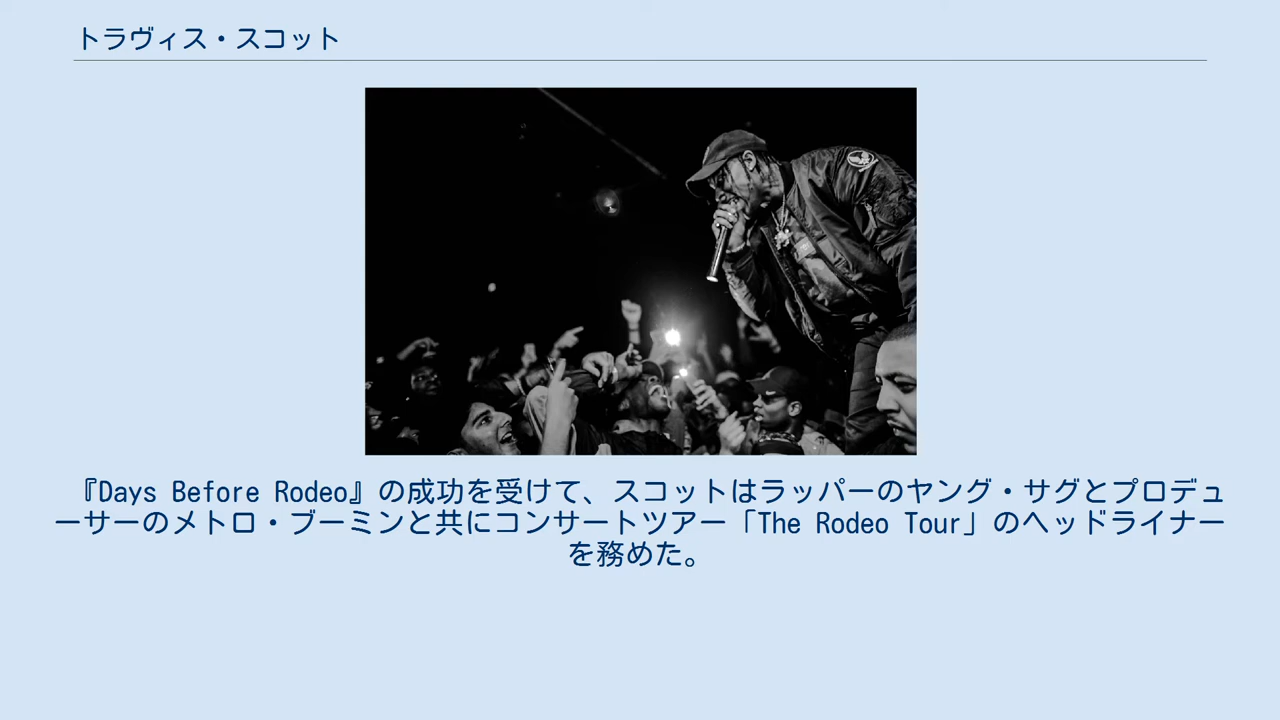 トラヴィス・スコット
『Days Before Rodeo』の成功を受けて、スコットはラッパーのヤング・サグとプロデュ
ーサーのメトロ・ブーミンと共にコンサートツアー「The Rodeo Tour」のヘッドライナー
を務めた。